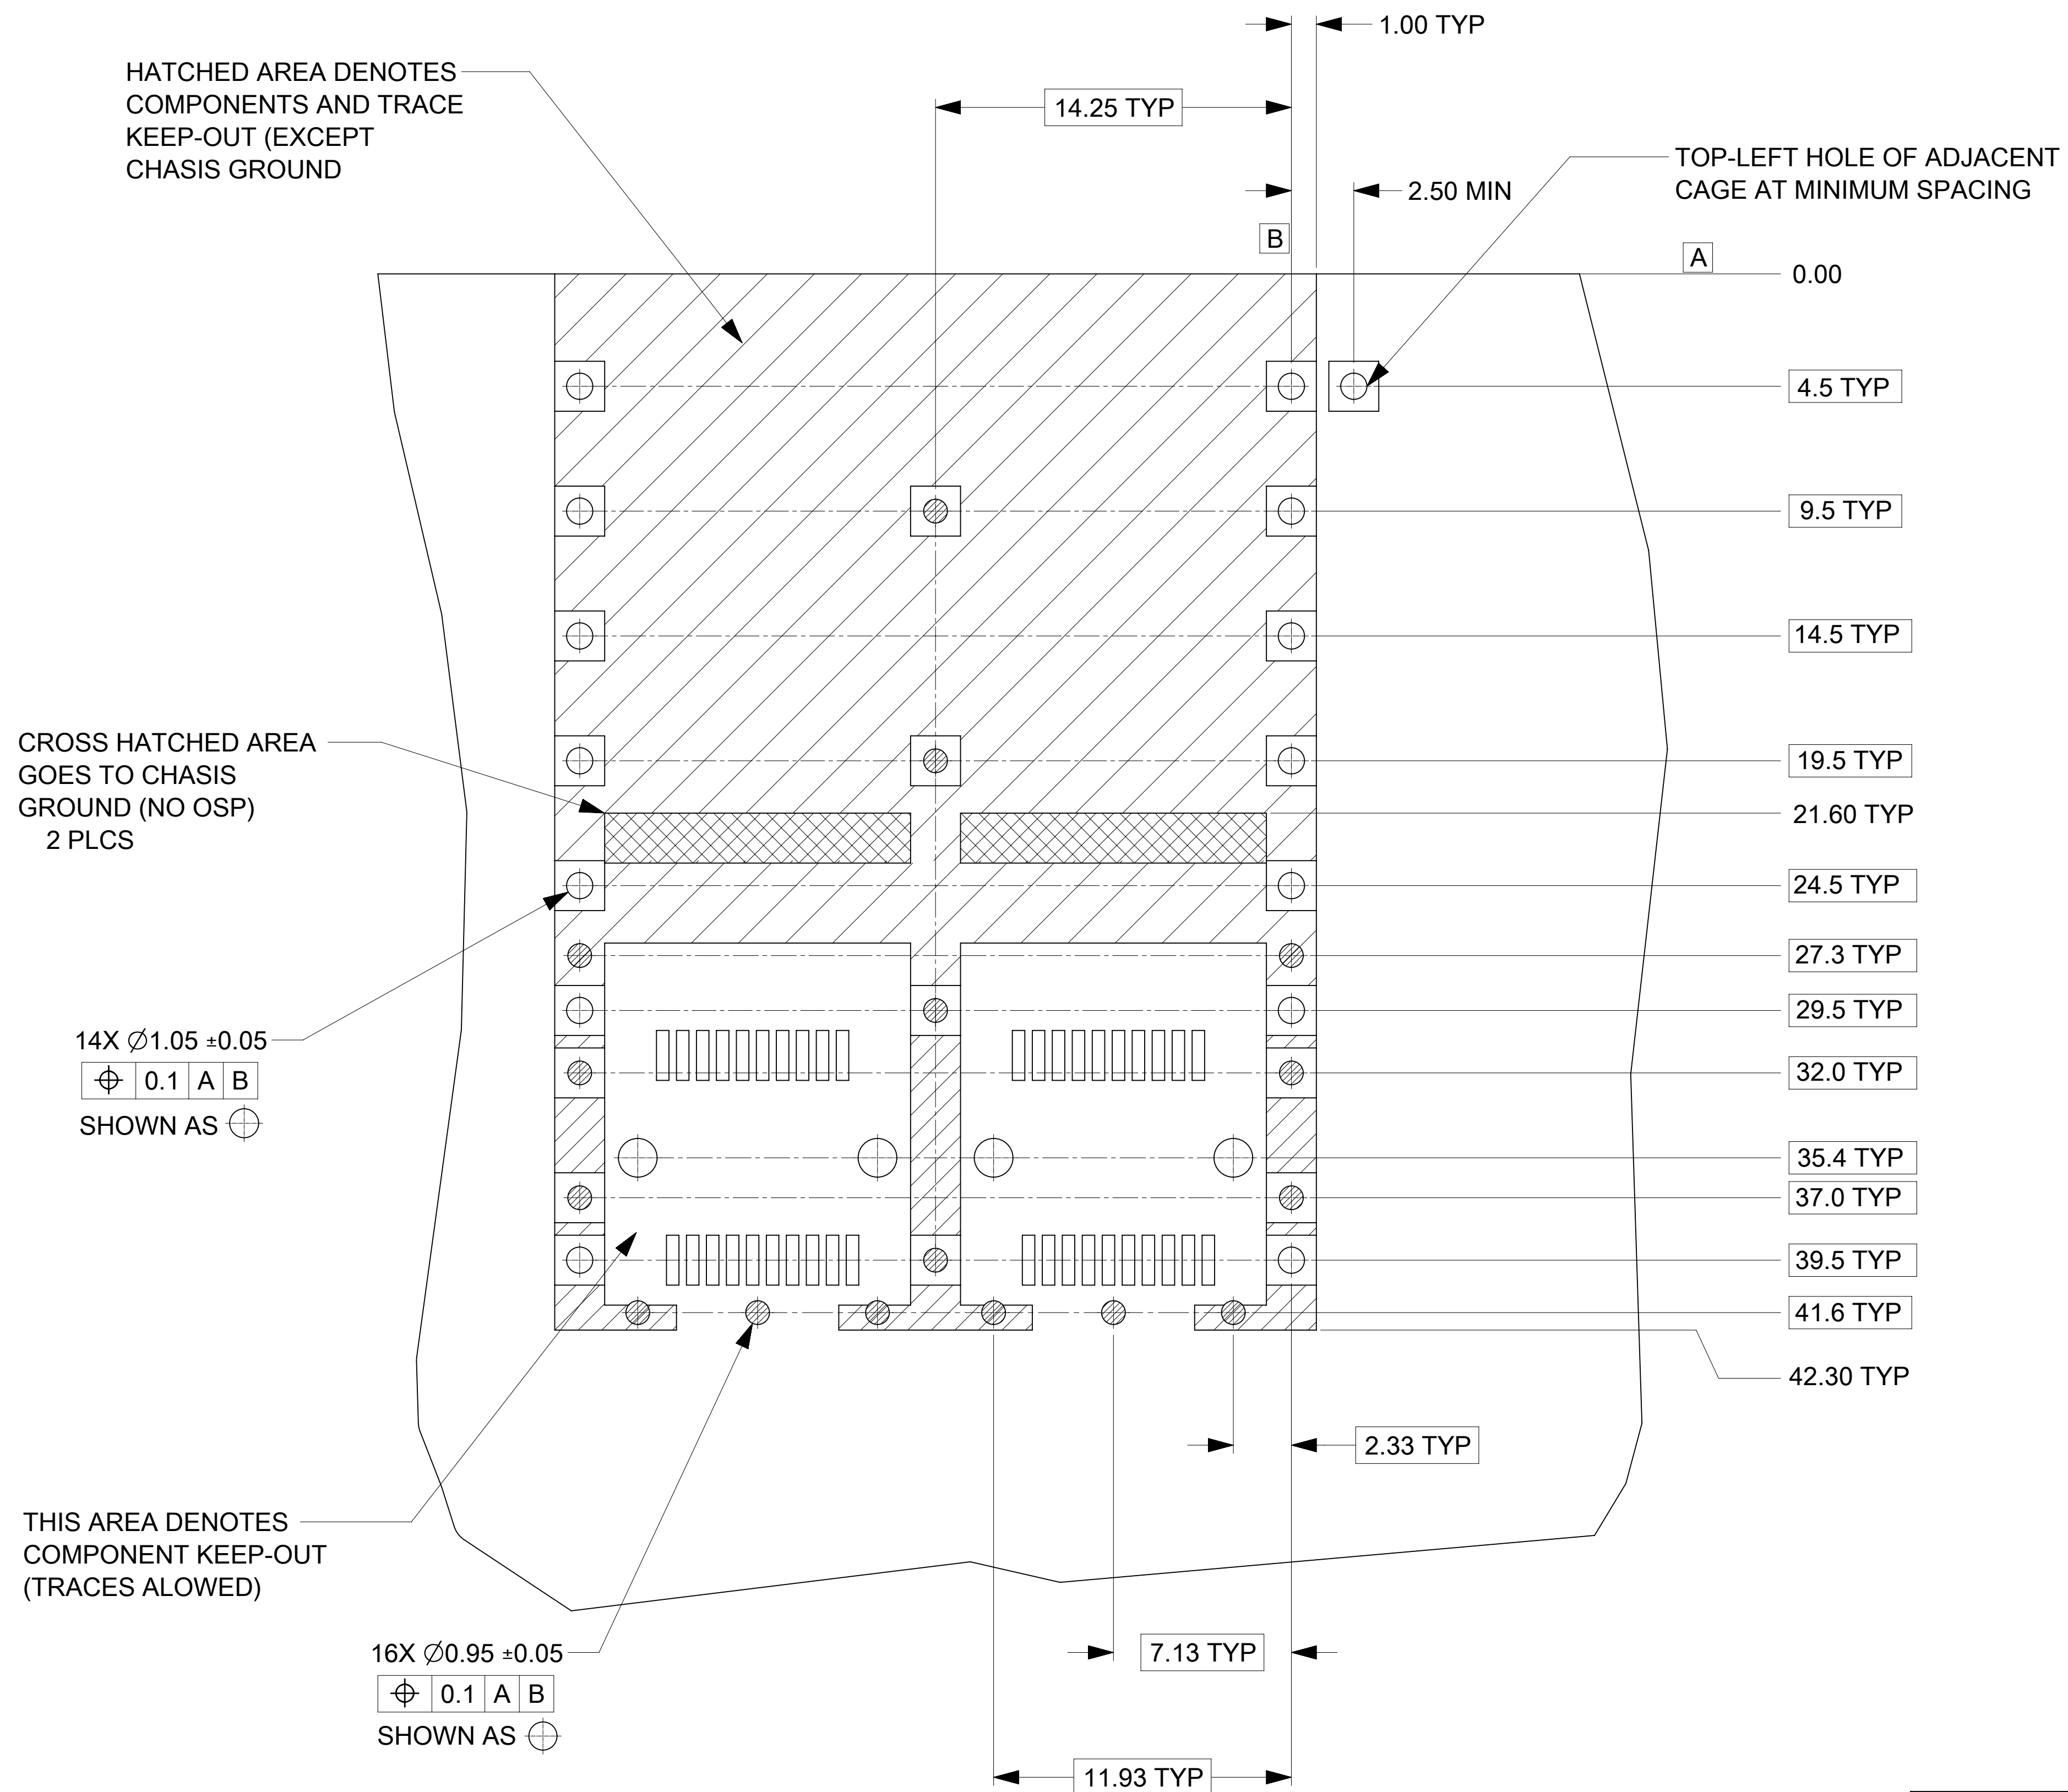 1.00 TYP
HATCHED AREA DENOTES
COMPONENTS AND TRACE
KEEP-OUT (EXCEPT
CHASIS GROUND
14.25 TYP
TOP-LEFT HOLE OF ADJACENT
CAGE AT MINIMUM SPACING
2.50 MIN
B
A
0.00
4.5 TYP
9.5 TYP
14.5 TYP
CROSS HATCHED AREA
GOES TO CHASIS
GROUND (NO OSP)
2 PLCS
19.5 TYP
21.60 TYP
24.5 TYP
27.3 TYP
29.5 TYP
14X ∅1.05 ±0.05
⌖ 0.1 A B
SHOWN AS
32.0 TYP
35.4 TYP
37.0 TYP
39.5 TYP
41.6 TYP
42.30 TYP
2.33 TYP
THIS AREA DENOTES
COMPONENT KEEP-OUT
(TRACES ALOWED)
16X ∅0.95 ±0.05
⌖ 0.1 A B
SHOWN AS
7.13 TYP
11.93 TYP